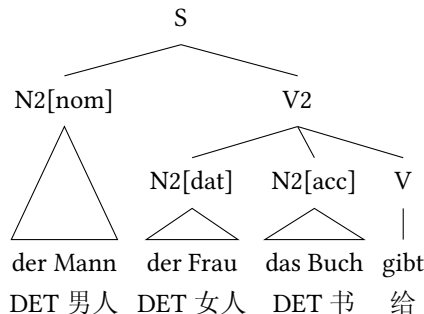 S
N2[nom] V2
N2[dat] N2[acc] V
der Mann der Frau das Buch gibt
DET 男人 DET 女人 DET 书 给